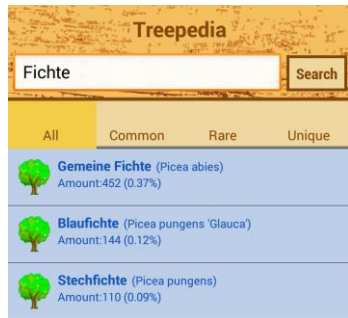 Treepedia
Fichte
Search
All Common Rare Unique
Gemeine Fichte (Picea abies)
Amount:452 (0.37%)
Blaufichte (Picea pungens 'Glauca')
Amount:144 (0.12%)
Stechfichte (Picea pungens)
Amount:110 (0.09%)